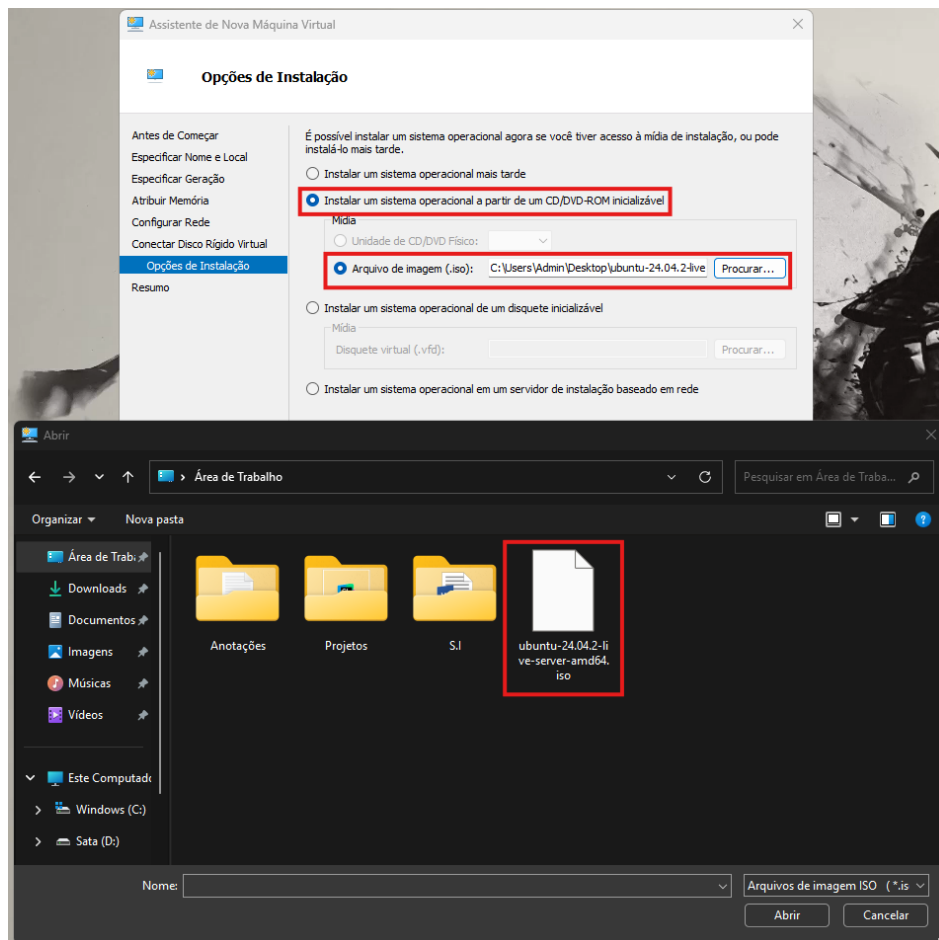 Assistente de Nova Máquina Virtual
Opções de Instalação
Antes de Começar
Especificar Nome e Local
Especificar Geração
Atribuir Memória
Configurar Rede
Conectar Disco Rígido Virtual
Opções de Instalação
Resumo
É possível instalar um sistema operacional agora se você tiver acesso à mídia de instalação, ou pode
instalá-lo mais tarde.
Instalar um sistema operacional mais tarde
Instalar um sistema operacional a partir de um CD/DVD-ROM inicializável
Mídia
Unidade de CD/DVD Físico:
Arquivo de imagem (.iso): C:\Users\Admin\Desktop\ubuntu-24.04.2-live Procurar...
Instalar um sistema operacional de um disquete inicializável
Mídia
Disquete virtual (.vfd): Procurar...
Instalar um sistema operacional em um servidor de instalação baseado em rede
Abrir
Área de Trabalho
Pesquisar em Área de Traba...
Organizar Nova pasta
Área de Trab
Downloads
Documentos
Imagens
Músicas
Vídeos
Este Computad
Windows (C:)
Sata (D:)
Anotações
Projetos
S.I
ubuntu-24.04.2-li
ve-server-amd64.
iso
Nome:
Arquivos de imagem ISO (*.is
Abrir Cancelar